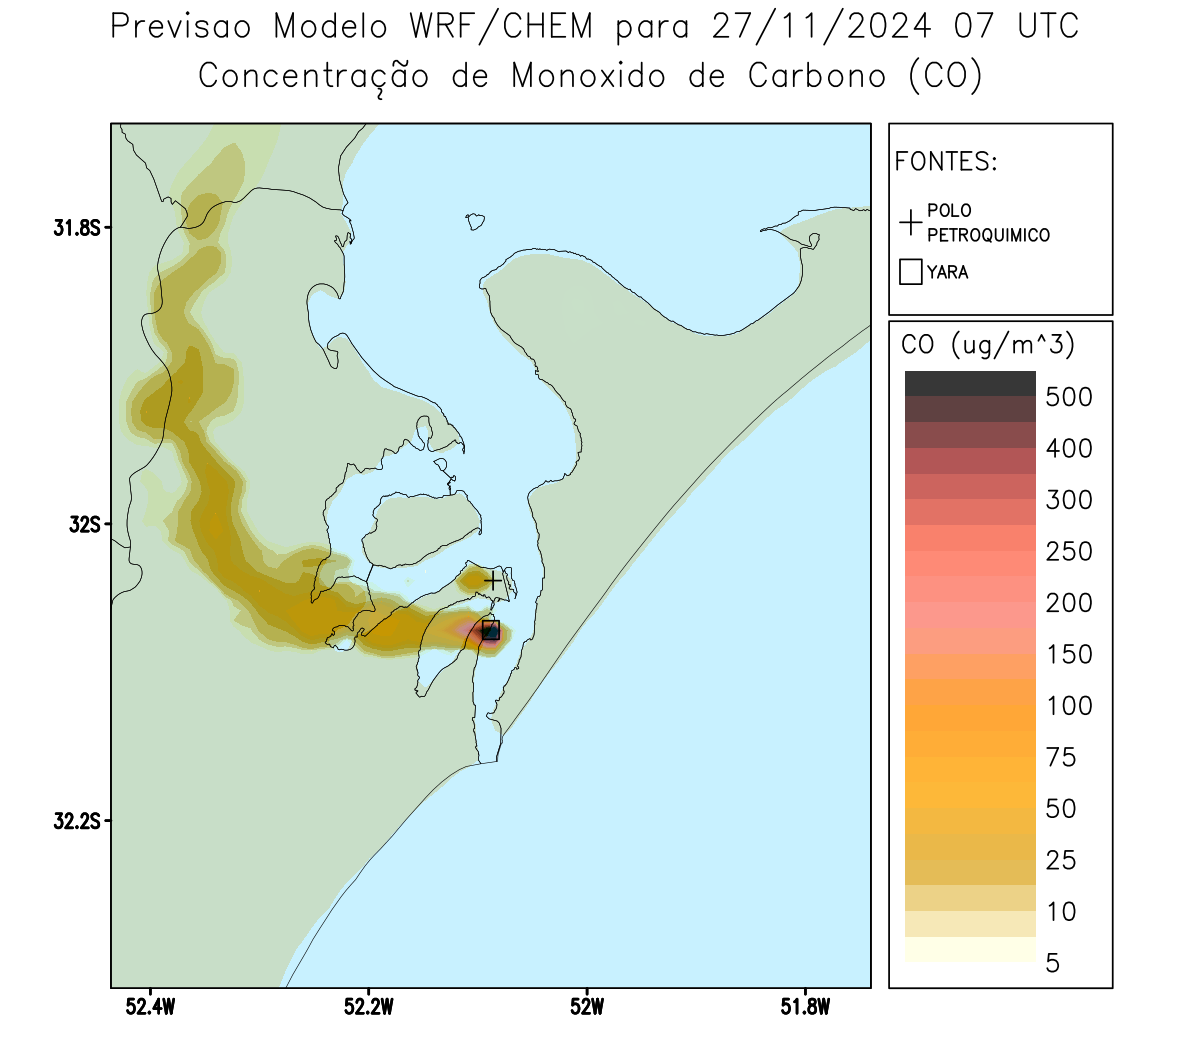 Previsao Modelo WRF/CHEM para 27/11/2024 07 UTC
Concentração de Monoxido de Carbono (CO)
FONTES:
POLO
PETROQUIMICO
YARA
31.8S
32S
32.2S
52.4W
52.2W
52W
51.8W
CO (ug/m^3)
500
400
300
250
200
150
100
75
50
25
10
5